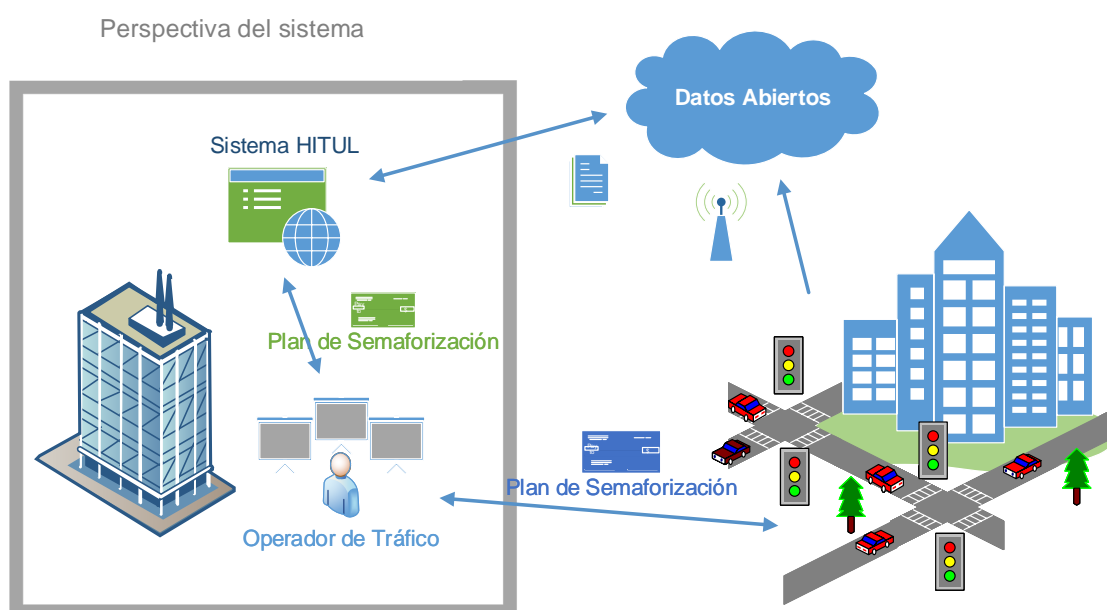 Perspectiva del sistema
Datos Abiertos
Sistema HITUL
Plan de Semaforización
Plan de Semaforización
Operador de Tráfico